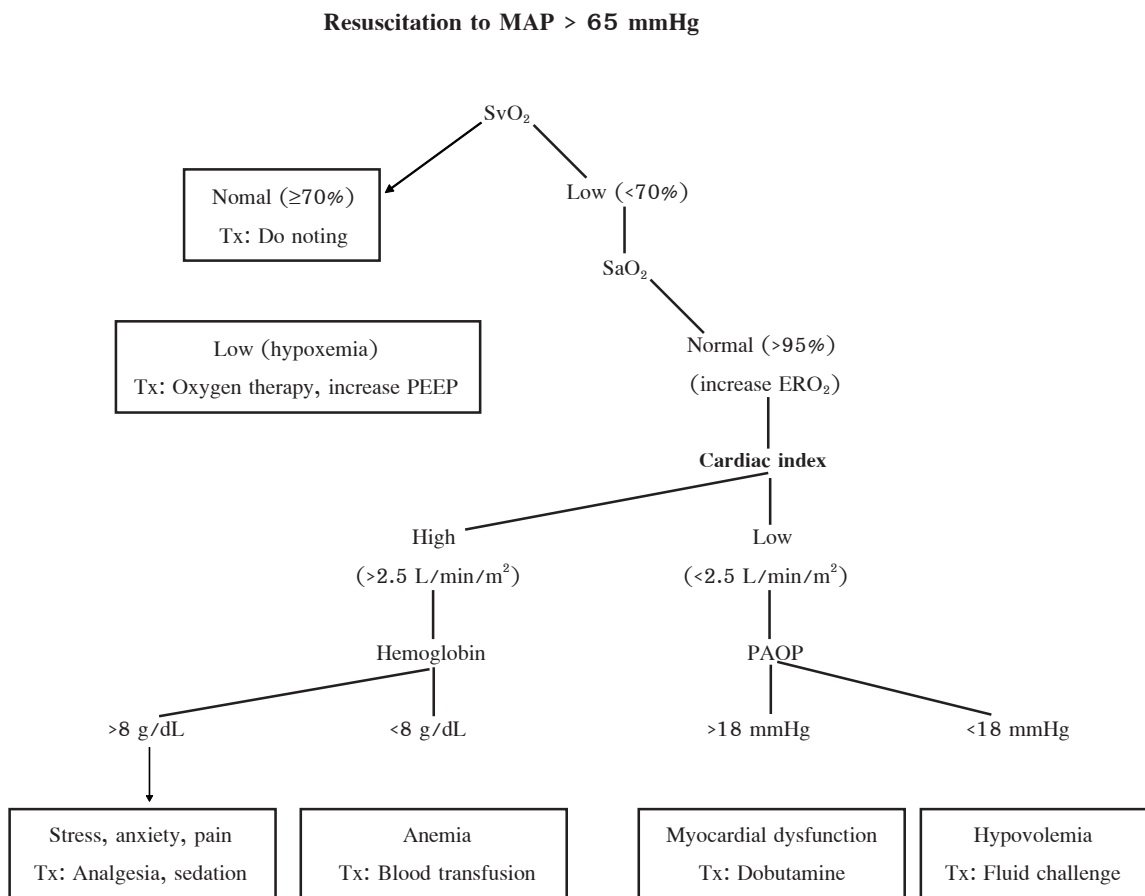 Resuscitation to MAP > 65 mmHg
SvO₂
Nomal (≥70%)
Tx: Do noting
Low (<70%)
SaO₂
Low (hypoxemia)
Tx: Oxygen therapy, increase PEEP
Normal (>95%)
(increase ERO₂)
Cardiac index
High
(>2.5 L/min/m²)
Low
(<2.5 L/min/m²)
Hemoglobin
PAOP
>8 g/dL
<8 g/dL
>18 mmHg
<18 mmHg
Stress, anxiety, pain
Tx: Analgesia, sedation
Anemia
Tx: Blood transfusion
Myocardial dysfunction
Tx: Dobutamine
Hypovolemia
Tx: Fluid challenge